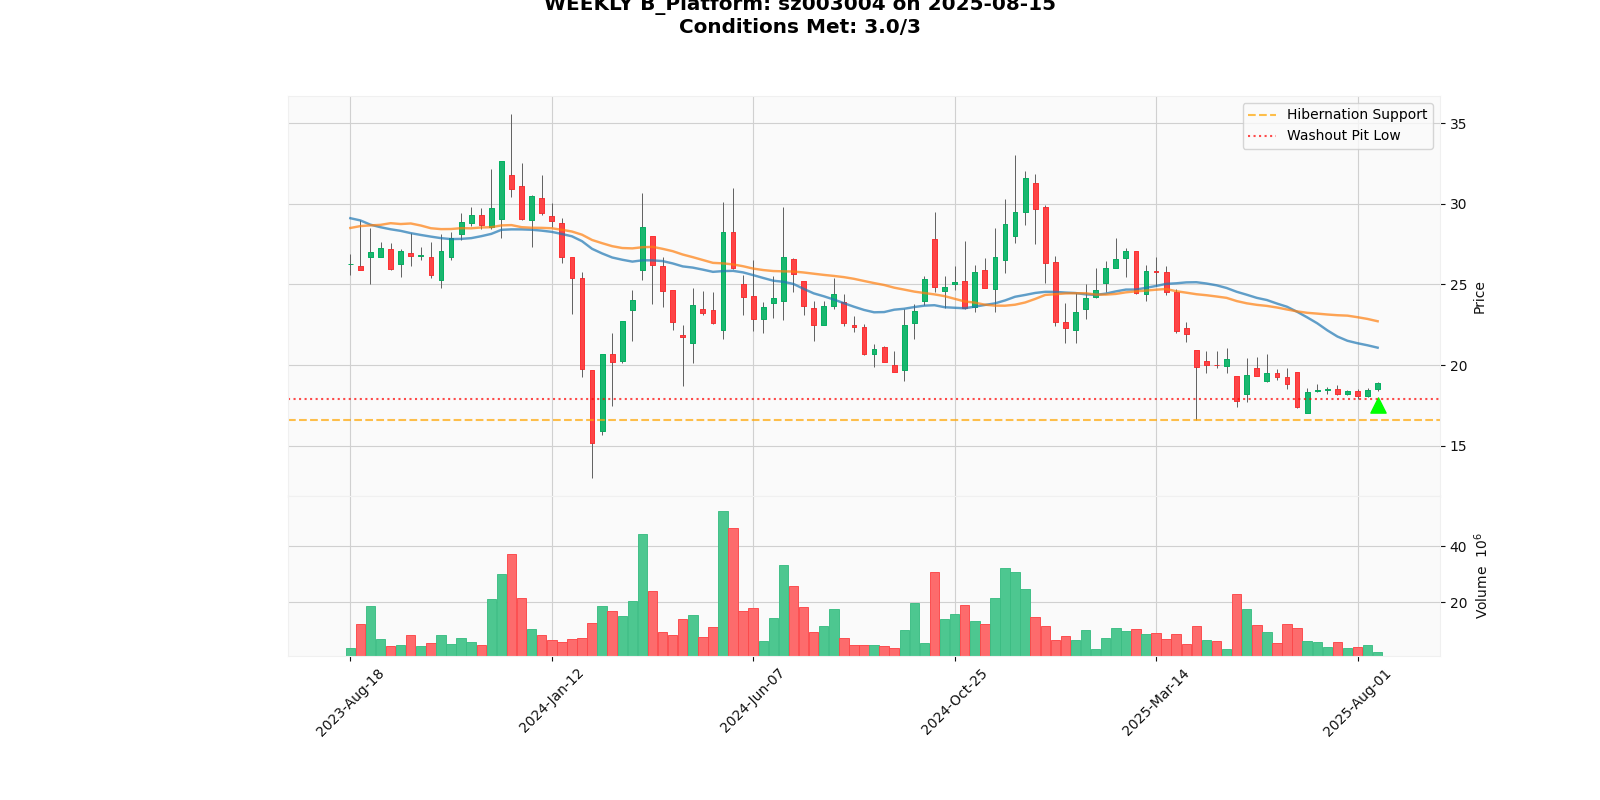 WEEKLY B_Platform: sz003004 on 2025-08-15
Conditions Met: 3.0/3
Hibernation Support
Washout Pit Low
35
30
25
20
15
Price
40
20
Volume 10^6
2023-Aug-18
2024-Jan-12
2024-Jun-07
2024-Oct-25
2025-Mar-14
2025-Aug-01